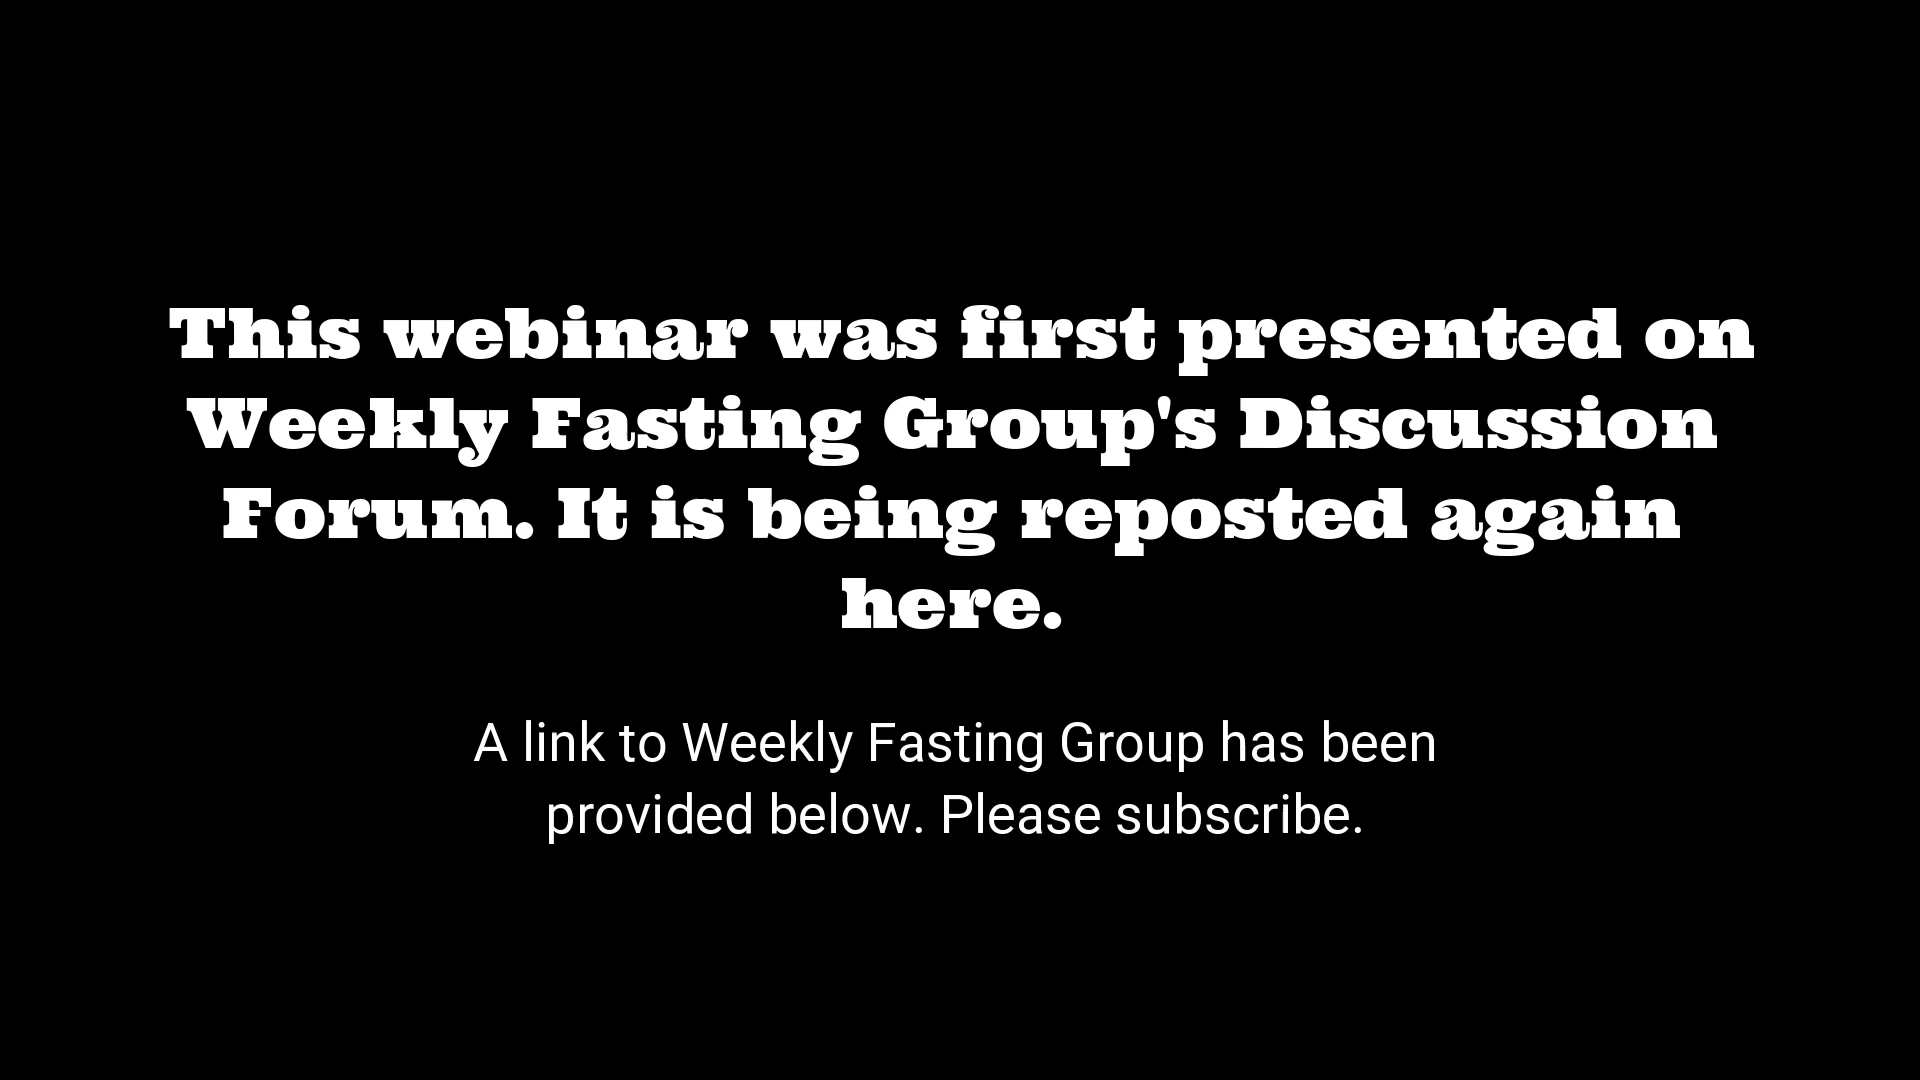 This webinar was first presented on
Weekly Fasting Group's Discussion
Forum. It is being reposted again
here.
A link to Weekly Fasting Group has been
provided below. Please subscribe.